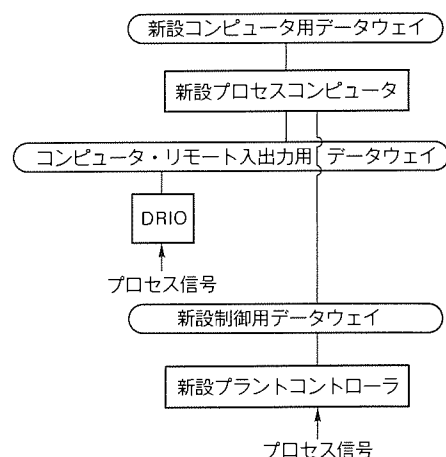 新設コンピュータ用データウェイ
新設プロセスコンピュータ
コンピュータ・リモート入出力用 データウェイ
DRIO
プロセス信号
新設制御用データウェイ
新設プラントコントローラ
プロセス信号